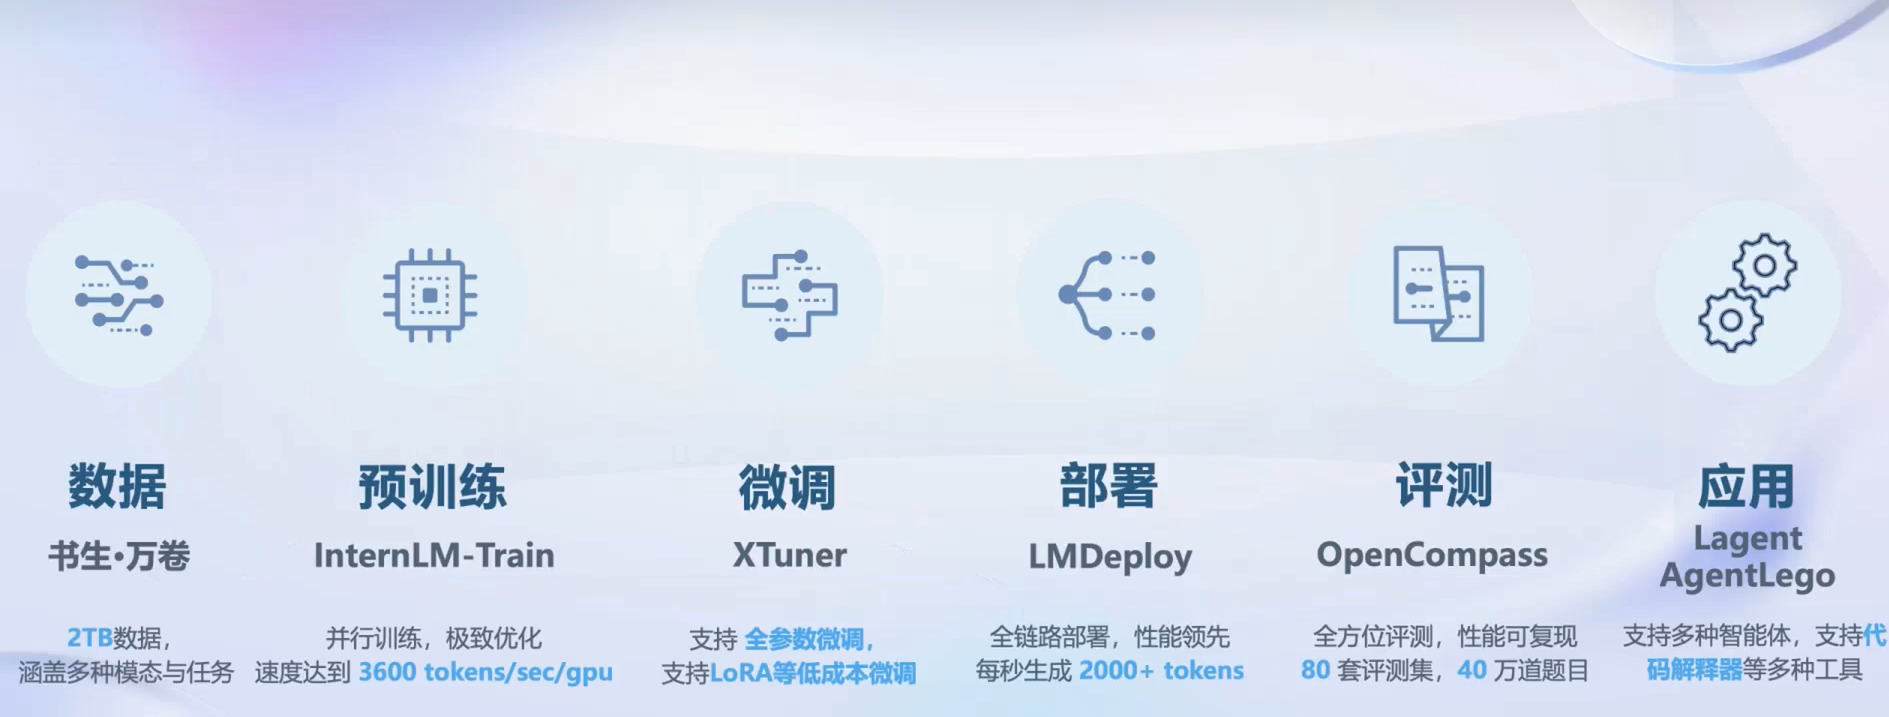 数据
书生·万卷
2TB数据，
涵盖多种模态与任务
预训练
InternLM-Train
并行训练，极致优化
速度达到 3600 tokens/sec/gpu
微调
XTuner
支持 全参数微调，
支持LoRA等低成本微调
部署
LMDeploy
全链路部署，性能领先
每秒生成 2000+ tokens
评测
OpenCompass
全方位评测，性能可复现
80 套评测集，40 万道题目
应用
Lagent
AgentLego
支持多种智能体，支持代
码解释器等多种工具